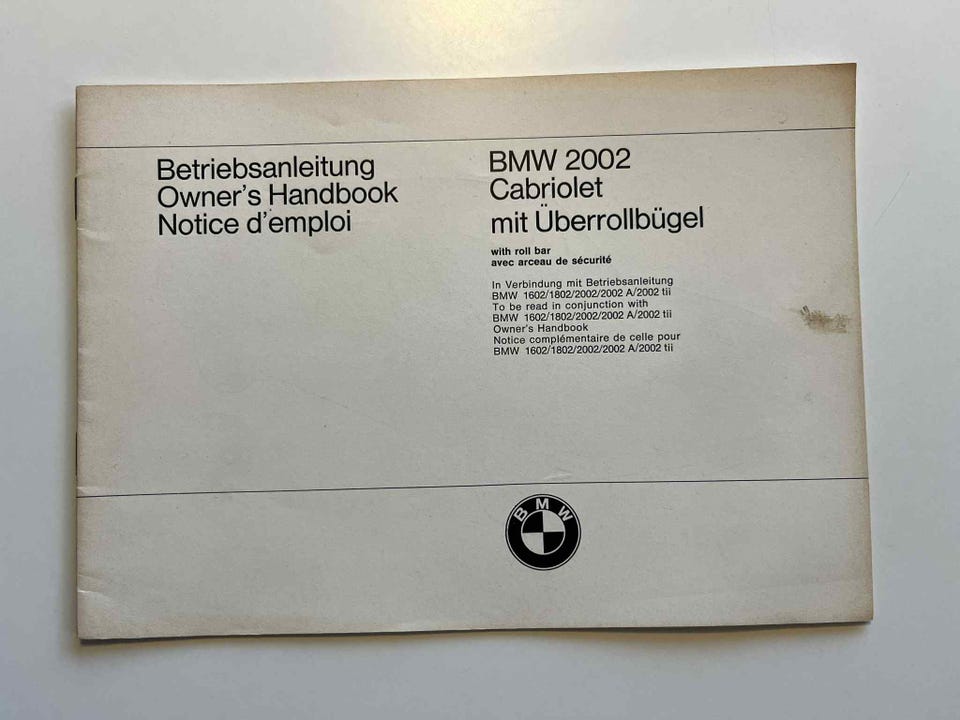 Betriebsanleitung
Owner's Handbook
Notice d'emploi
BMW 2002
Cabriolet
mit Überrollbügel
with roll bar
avec arceau de sécurité
In Verbindung mit Betriebsanleitung
BMW 1602/1802/2002/2002 A/2002 tii
To be read in conjunction with
BMW 1602/1802/2002/2002 A/2002 tii
Owner's Handbook
Notice complémentaire de celle pour
BMW 1602/1802/2002/2002 A/2002 tii
BMW